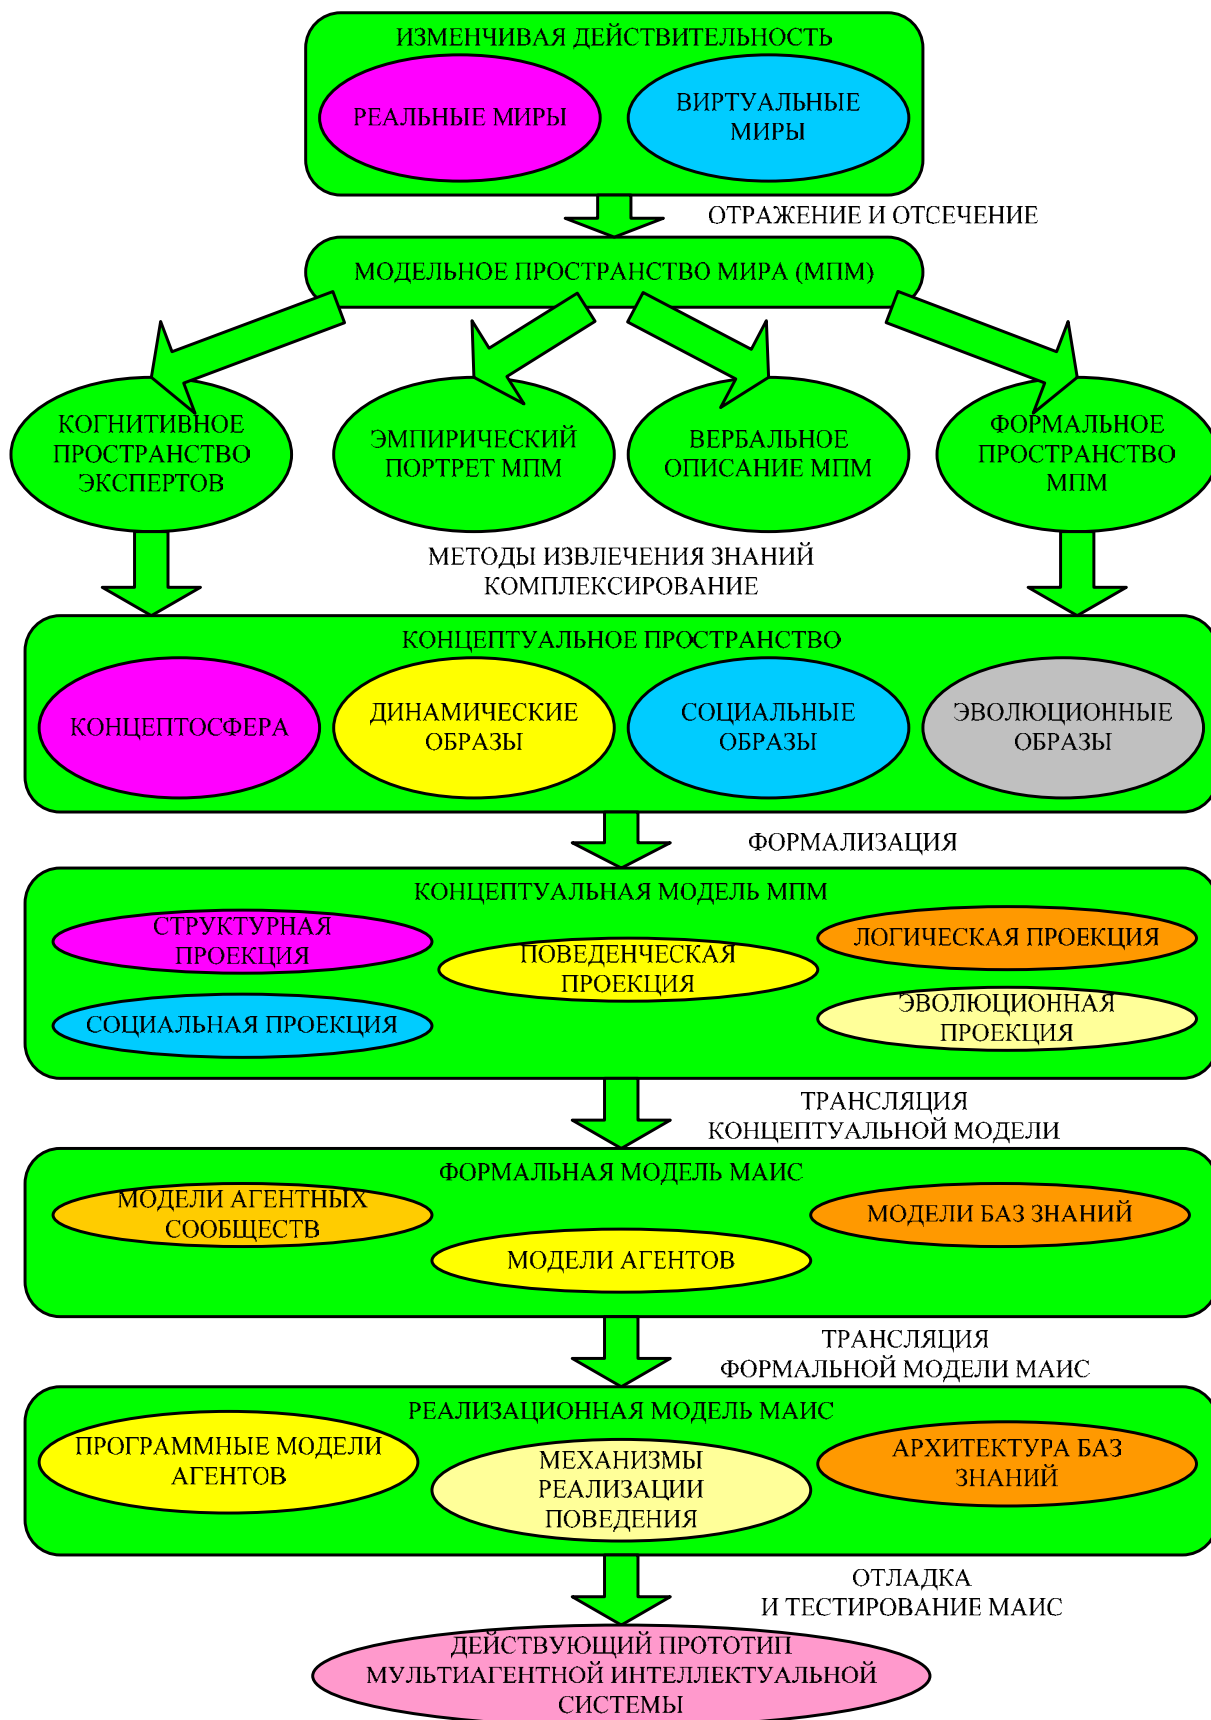 ИЗМЕНЧИВАЯ ДЕЙСТВИТЕЛЬНОСТЬ
РЕАЛЬНЫЕ МИРЫ
ВИРТУАЛЬНЫЕ
МИРЫ
ОТРАЖЕНИЕ И ОТСЕЧЕНИЕ
МОДЕЛЬНОЕ ПРОСТРАНСТВО МИРА (МПМ)
КОГНИТИВНОЕ
ПРОСТРАНСТВО
ЭКСПЕРТОВ
ЭМПИРИЧЕСКИЙ
ПОРТРЕТ МПМ
ВЕРБАЛЬНОЕ
ОПИСАНИЕ МПМ
ФОРМАЛЬНОЕ
ПРОСТРАНСТВО
МПМ
МЕТОДЫ ИЗВЛЕЧЕНИЯ ЗНАНИЙ
КОМПЛЕКСИРОВАНИЕ
КОНЦЕПТУАЛЬНОЕ ПРОСТРАНСТВО
КОНЦЕПТОСФЕРА
ДИНАМИЧЕСКИЕ
ОБРАЗЫ
СОЦИАЛЬНЫЕ
ОБРАЗЫ
ЭВОЛЮЦИОННЫЕ
ОБРАЗЫ
ФОРМАЛИЗАЦИЯ
КОНЦЕПТУАЛЬНАЯ МОДЕЛЬ МПМ
СТРУКТУРНАЯ
ПРОЕКЦИЯ
ПОВЕДЕНЧЕСКАЯ
ПРОЕКЦИЯ
ЛОГИЧЕСКАЯ ПРОЕКЦИЯ
СОЦИАЛЬНАЯ ПРОЕКЦИЯ
ЭВОЛЮЦИОННАЯ
ПРОЕКЦИЯ
ТРАНСЛЯЦИЯ
КОНЦЕПТУАЛЬНОЙ МОДЕЛИ
ФОРМАЛЬНАЯ МОДЕЛЬ МАИС
МОДЕЛИ АГЕНТНЫХ
СООБЩЕСТВ
МОДЕЛИ АГЕНТОВ
МОДЕЛИ БАЗ ЗНАНИЙ
ТРАНСЛЯЦИЯ
ФОРМАЛЬНОЙ МОДЕЛИ МАИС
РЕАЛИЗАЦИОННАЯ МОДЕЛЬ МАИС
ПРОГРАММНЫЕ МОДЕЛИ
АГЕНТОВ
МЕХАНИЗМЫ
РЕАЛИЗАЦИИ
ПОВЕДЕНИЯ
АРХИТЕКТУРА БАЗ
ЗНАНИЙ
ОТЛАДКА
И ТЕСТИРОВАНИЕ МАИС
ДЕЙСТВУЮЩИЙ ПРОТОТИП
МУЛЬТИАГЕНТНОЙ ИНТЕЛЛЕКТУАЛЬНОЙ
СИСТЕМЫ